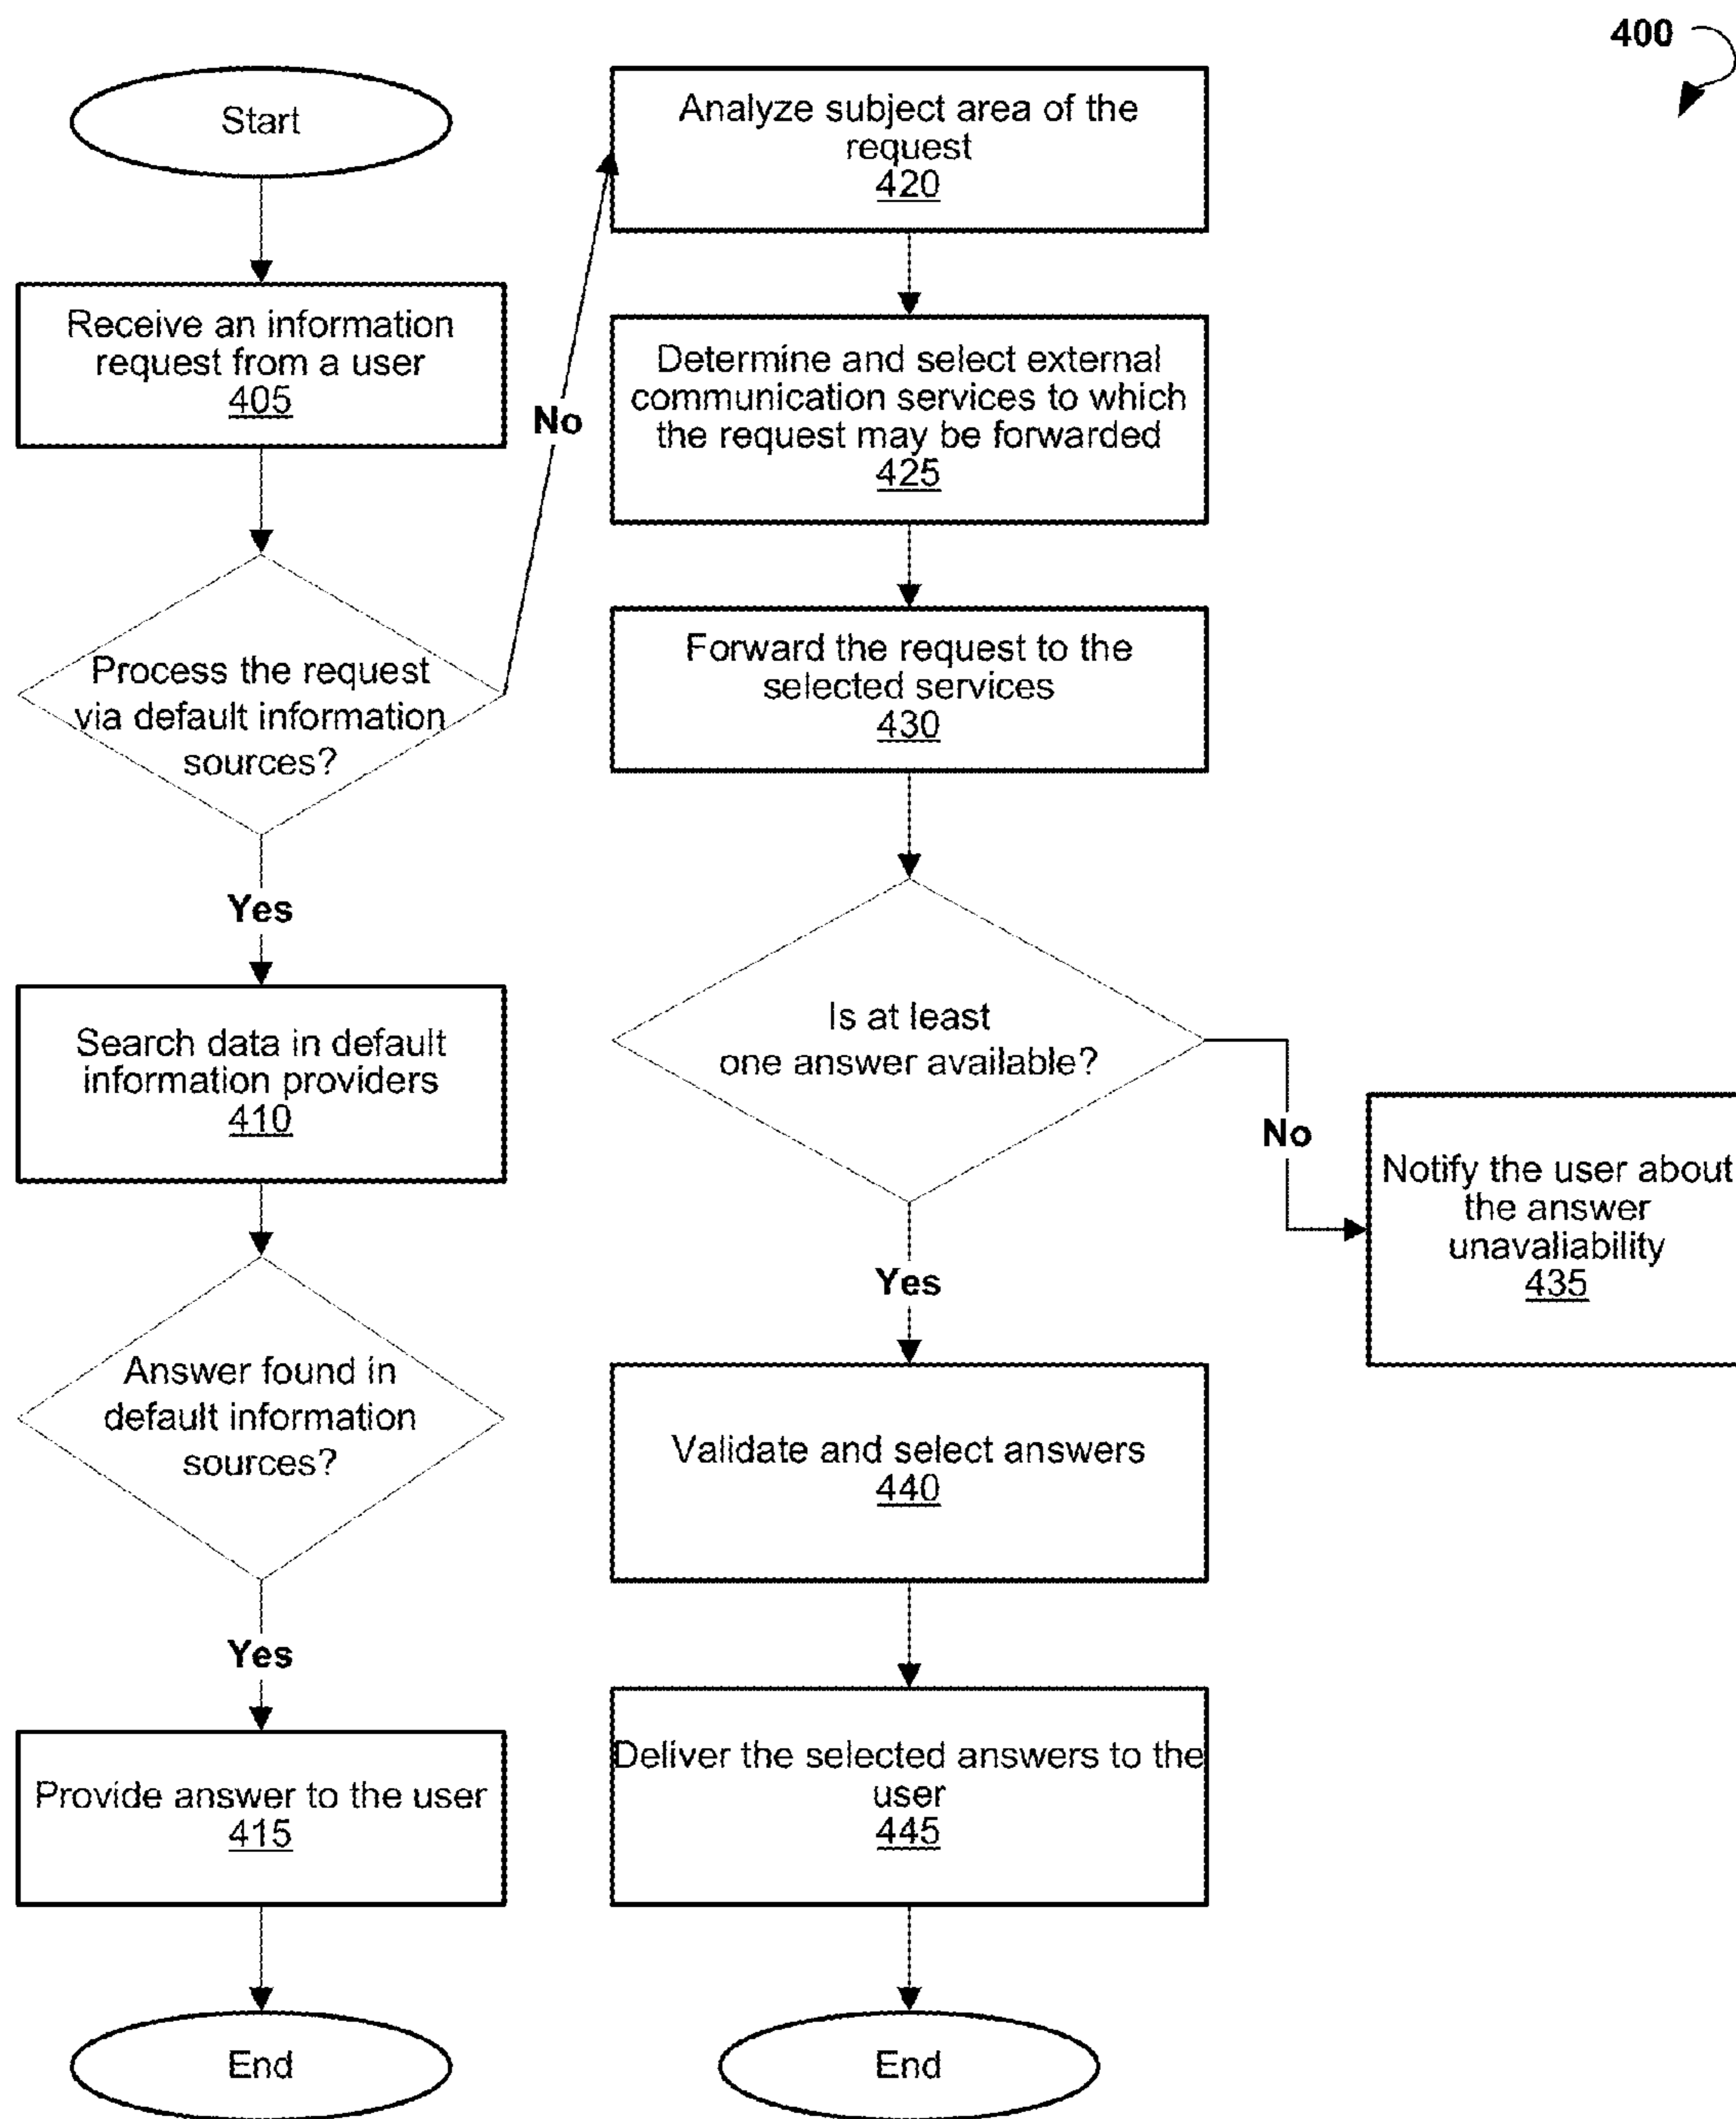 400
Start
Receive an information
request from a user
405
Process the request
via default information
sources?
No
Yes
Search data in default
information providers
410
Answer found in
default information
sources?
Yes
Provide answer to the user
415
End
Analyze subject area of the
request
420
Determine and select external
communication services to which
the request may be forwarded
425
Forward the request to the
selected services
430
Is at least
one answer available?
No
Notify the user about
the answer
unavaliability
435
Yes
Validate and select answers
440
Deliver the selected answers to the
user
445
End